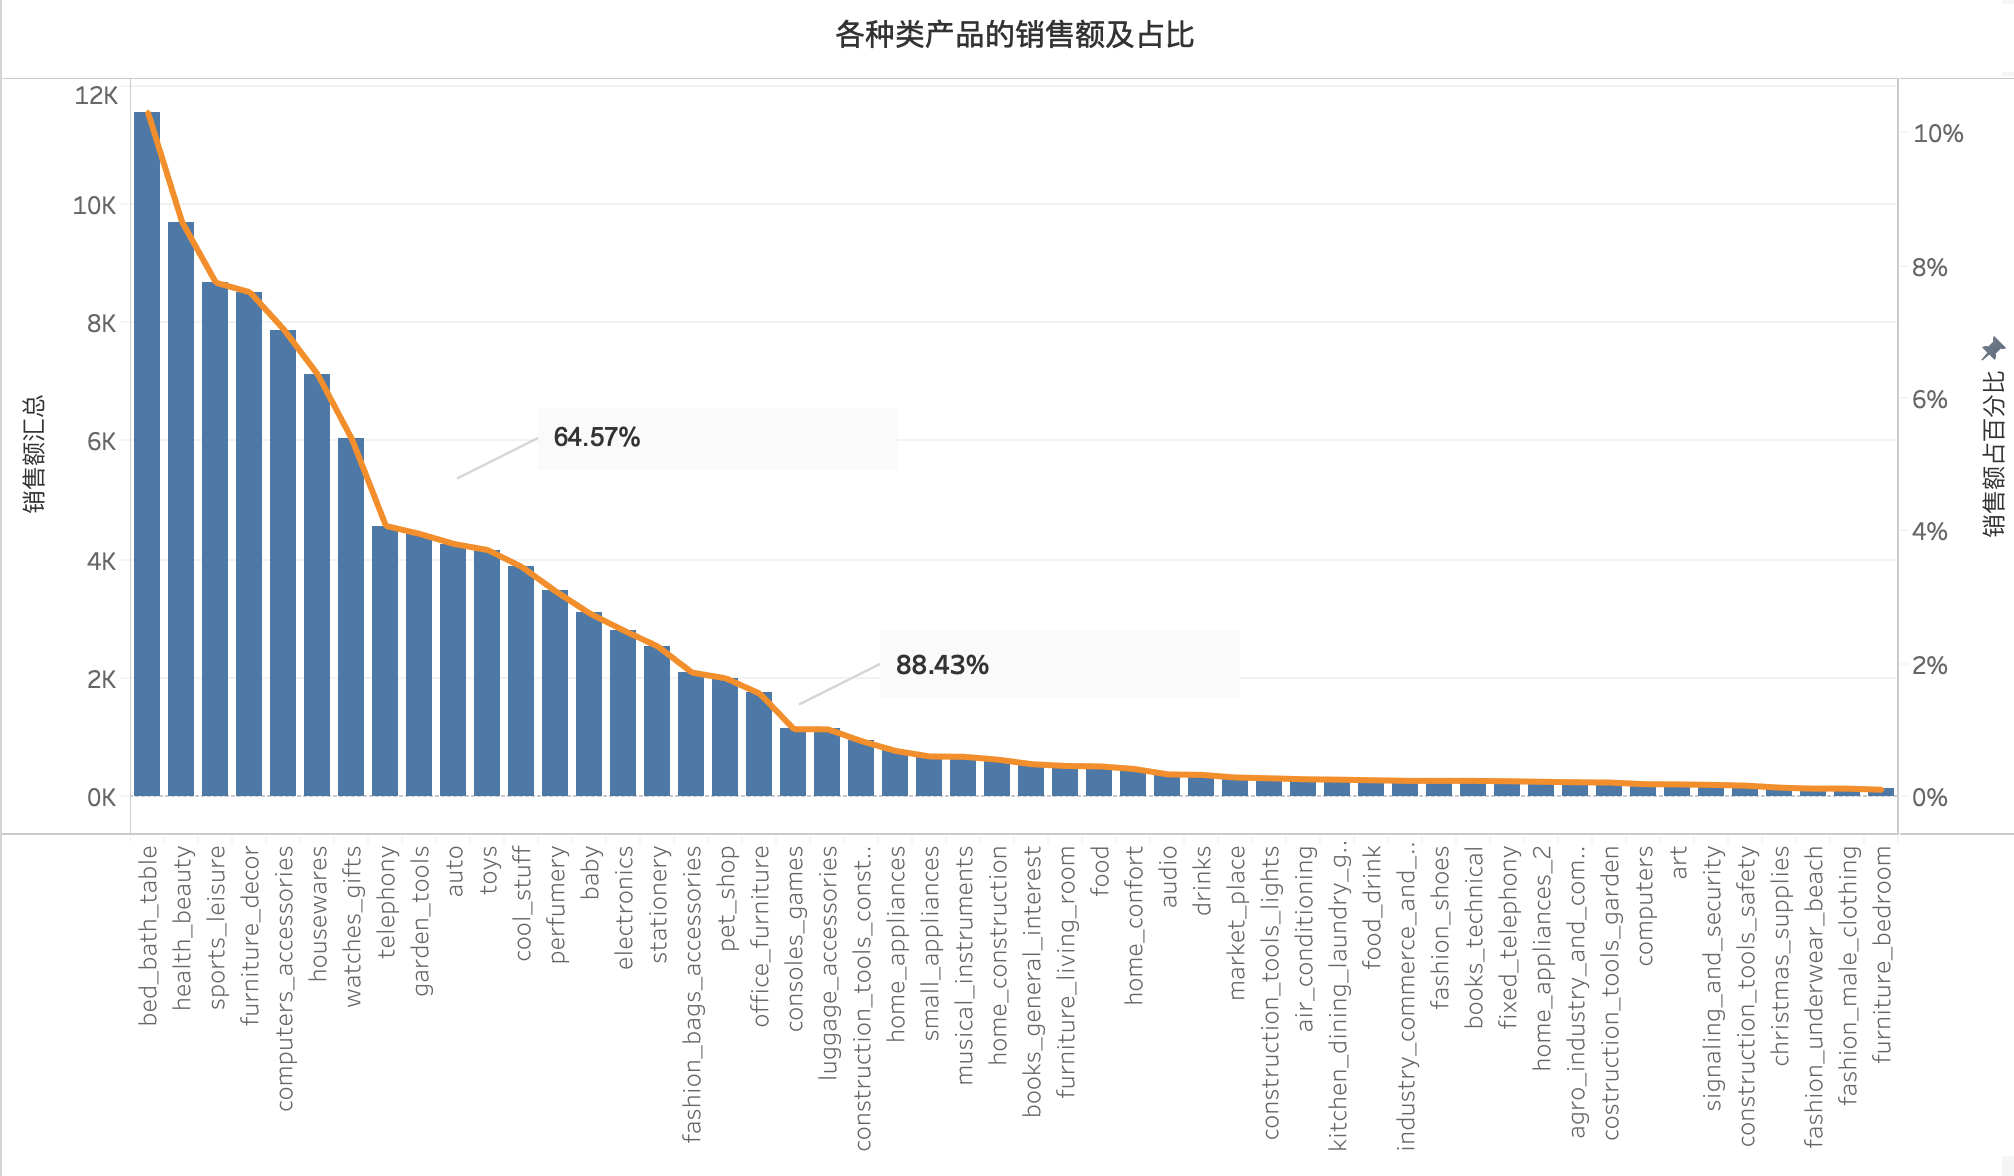 各种类产品的销售额及占比
12K
10K
8K
6K
4K
2K
0K
销售额汇总
10%
8%
6%
4%
2%
0%
销售额占百分比
64.57%
88.43%
bed_bath_table
health_beauty
sports_leisure
furniture_decor
computers_accessories
housewares
watches_gifts
telephony
garden_tools
auto
toys
cool_stuff
perfumery
baby
electronics
stationery
fashion_bags_accessories
pet_shop
office_furniture
consoles_games
luggage_accessories
construction_tools_const..
home_appliances
small_appliances
musical_instruments
home_construction
books_general_interest
furniture_living_room
food
home_confort
audio
drinks
market_place
construction_tools_lights
air_conditioning
kitchen_dining_laundry_g..
food_drink
industry_commerce_and_..
fashion_shoes
books_technical
fixed_telephony
home_appliances_2
agro_industry_and_com..
costruction_tools_garden
computers
art
signaling_and_security
construction_tools_safety
christmas_supplies
fashion_underwear_beach
fashion_male_clothing
furniture_bedroom